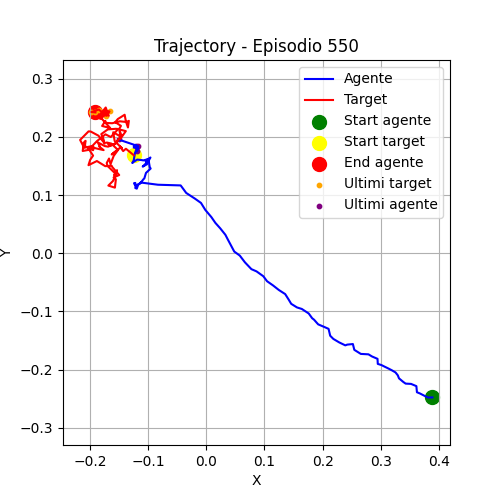 Trajectory - Episodio 550
Agente
Target
Start agente
Start target
End agente
Ultimi target
Ultimi agente
Y
0.3
0.2
0.1
0.0
−0.1
−0.2
−0.3
−0.2
−0.1
0.0
0.1
0.2
0.3
0.4
X